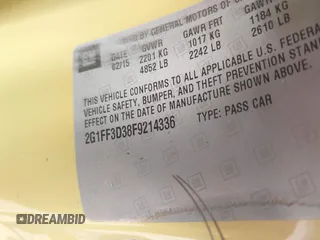 BY GENERAL MOTORS OF
DATE GVWR GAWR FRT GAWR
02/15 2201 KG 1017 KG 1184 KG
4852 LB 2242 LB 2610 LB
THIS VEHICLE CONFORMS TO ALL APPLICABLE U.S. FEDERAL
VEHICLE SAFETY, BUMPER, AND THEFT PREVENTION STAN
EFFECT ON THE DATE OF MANUFACTURE SHOWN ABOVE.
2G1FF3D38F9214336 TYPE: PASS CAR
DREAMBID